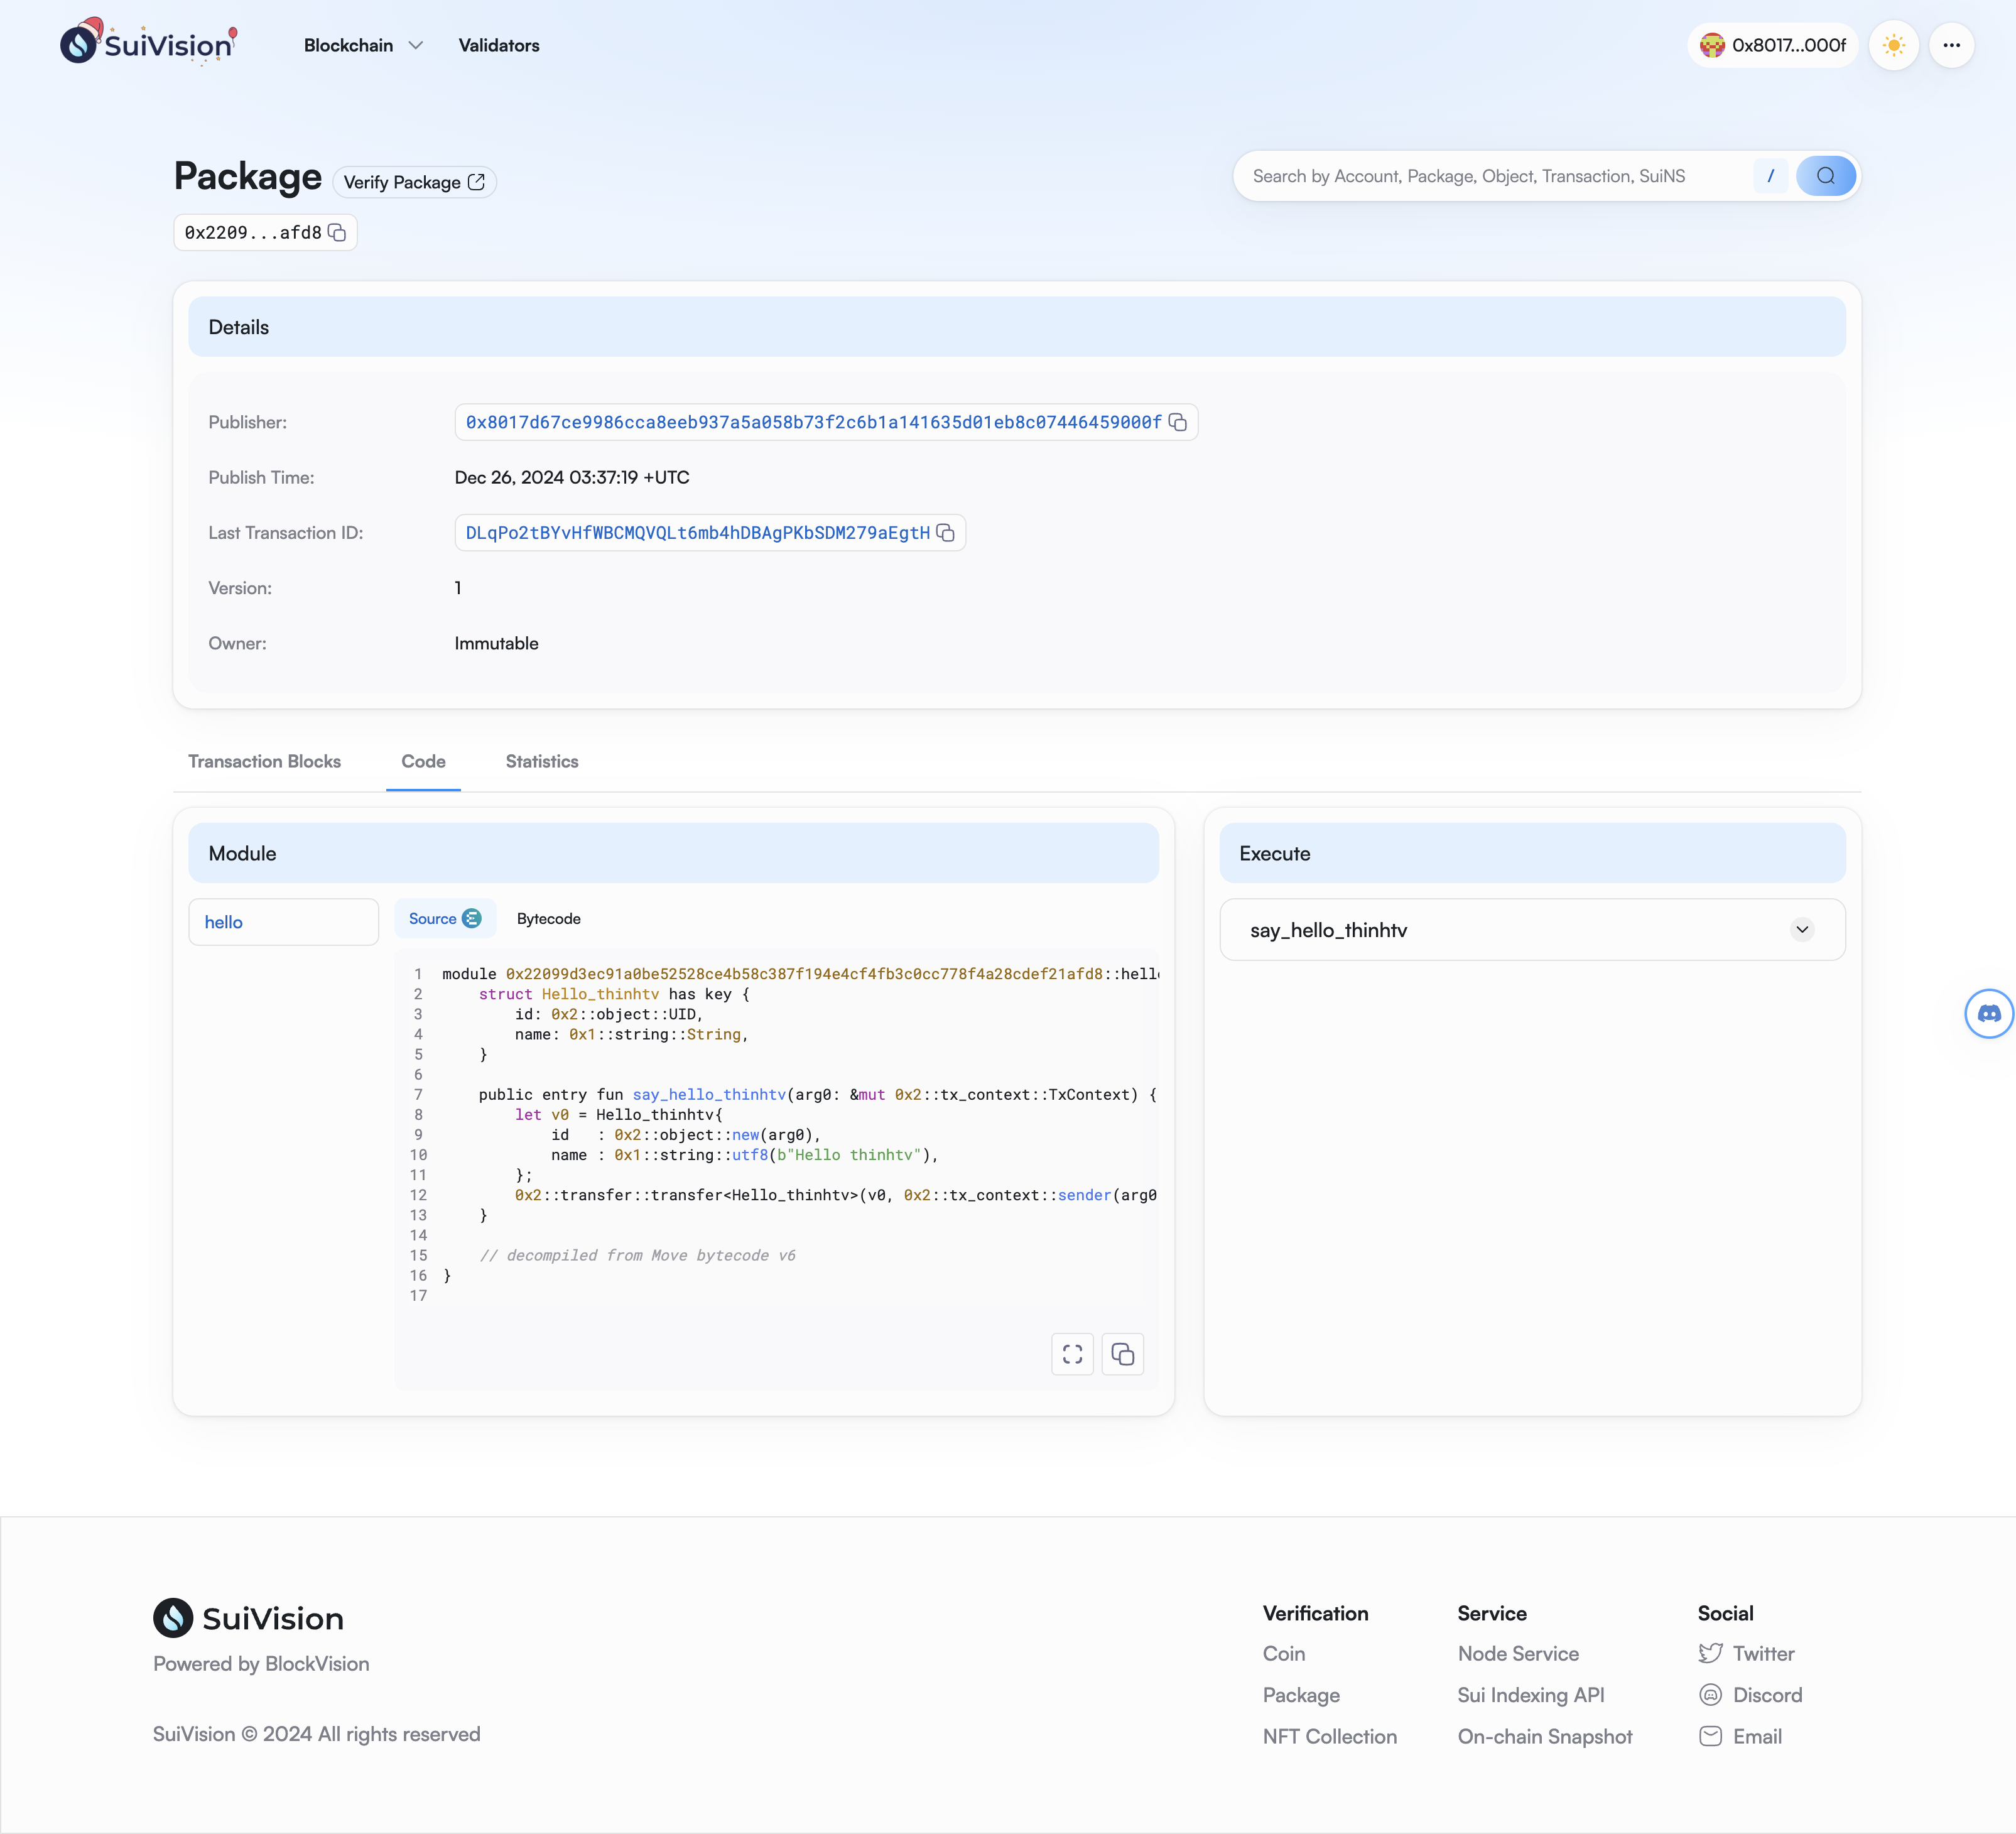 SuiVision
Blockchain
Validators
0x8017...000f
Package
Verify Package
Search by Account, Package, Object, Transaction, SuiNS
/
0x2209...afd8
Details
Publisher:
0x8017d67ce9986cca8eeb937a5a058b73f2c6b1a141635d01eb8c07446459000f
Publish Time:
Dec 26, 2024 03:37:19 +UTC
Last Transaction ID:
DLqPo2tBYvHfWBCMQVQLt6mb4hDBAgPKbSDM279aEgtH
Version:
1
Owner:
Immutable
Transaction Blocks
Code
Statistics
Module
hello
Source
Bytecode
1 module 0x22099d3ec91a0be52528ce4b58c387f194e4cf4fb3c0cc778f4a28cdef21afd8::hello
2     struct Hello_thinhtv has key {
3         id: 0x2::object::UID,
4         name: 0x1::string::String,
5     }
6
7     public entry fun say_hello_thinhtv(arg0: &mut 0x2::tx_context::TxContext) {
8         let v0 = Hello_thinhtv{
9             id   : 0x2::object::new(arg0),
10             name : 0x1::string::utf8(b"Hello thinhtv"),
11         };
12         0x2::transfer::transfer<Hello_thinhtv>(v0, 0x2::tx_context::sender(arg0
13     }
14
15     // decompiled from Move bytecode v6
16 }
17
Execute
say_hello_thinhtv
SuiVision
Powered by BlockVision
SuiVision © 2024 All rights reserved
Verification
Coin
Package
NFT Collection
Service
Node Service
Sui Indexing API
On-chain Snapshot
Social
Twitter
Discord
Email